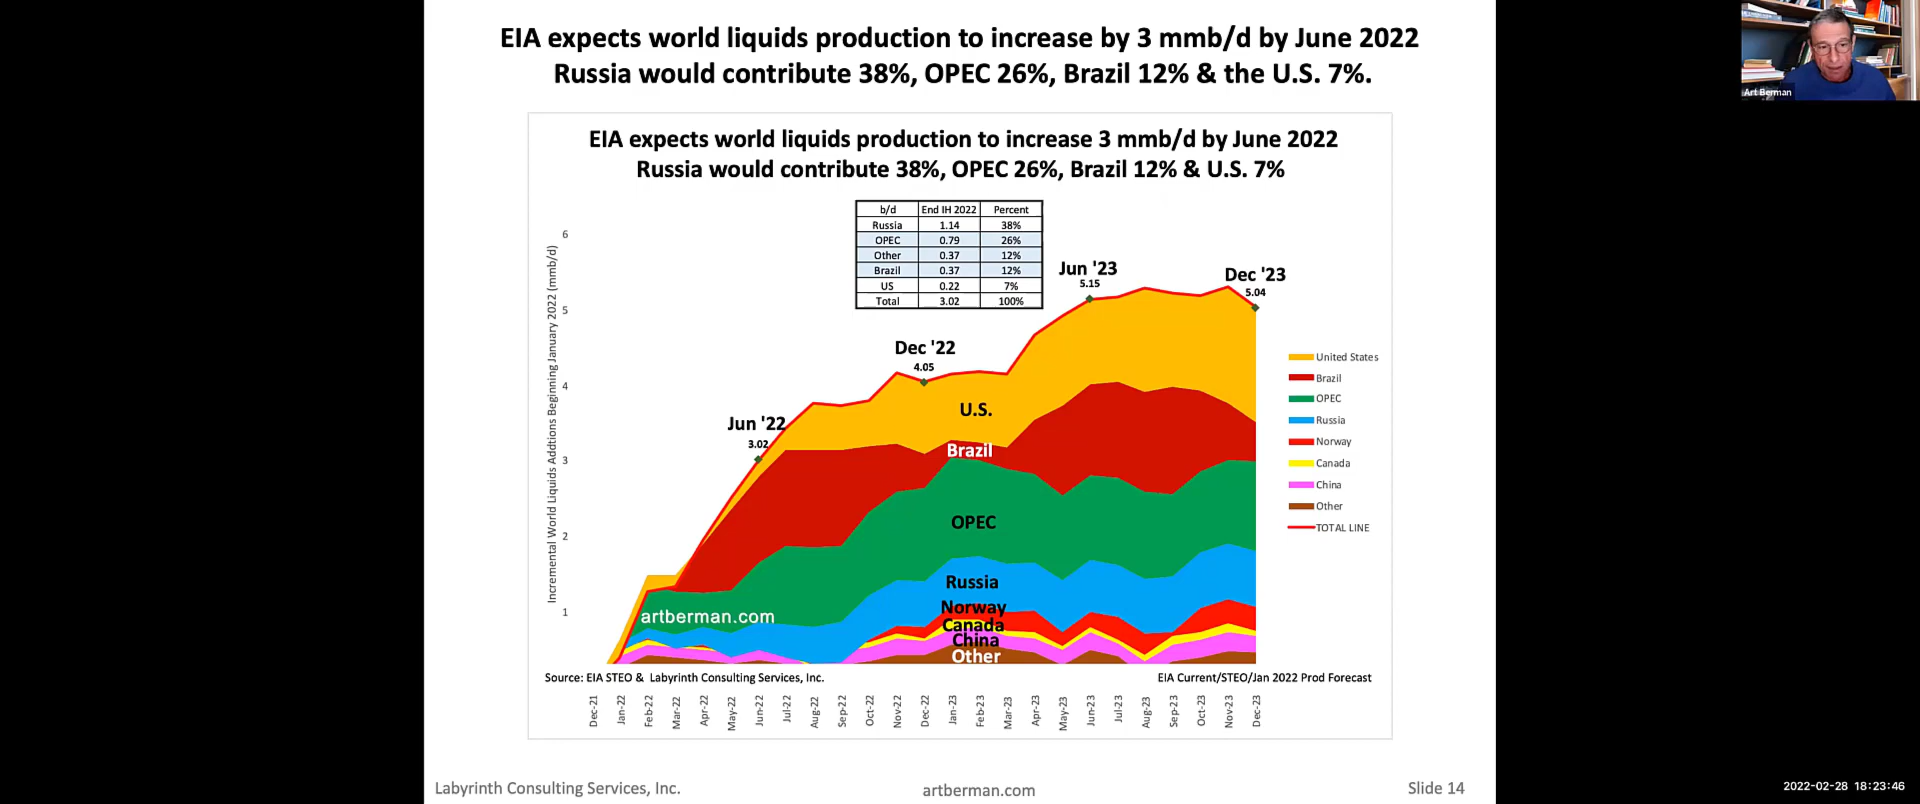 EIA expects world liquids production to increase by 3 mmb/d by June 2022
Russia would contribute 38%, OPEC 26%, Brazil 12% & the U.S. 7%.
Art Berman
EIA expects world liquids production to increase 3 mmb/d by June 2022
Russia would contribute 38%, OPEC 26%, Brazil 12% & U.S. 7%
b/d End IH 2022 Percent
Russia 1.14 38%
OPEC 0.79 26%
Other 0.37 12%
Brazil 0.37 12%
US 0.22 7%
Total 3.02 100%
Incremental World Liquids Addtions Beginning January 2022 (mmb/d)
6
5
4
3
2
1
Jun '22
3.02
Dec '22
4.05
Jun '23
5.15
Dec '23
5.04
U.S.
Brazil
OPEC
Russia
Norway
Canada
China
Other
artberman.com
United States
Brazil
OPEC
Russia
Norway
Canada
China
Other
TOTAL LINE
Source: EIA STEO & Labyrinth Consulting Services, Inc.
EIA Current/STEO/Jan 2022 Prod Forecast
Dec-21
Jan-22
Feb-22
Mar-22
Apr-22
May-22
Jun-22
Jul-22
Aug-22
Sep-22
Oct-22
Nov-22
Dec-22
Jan-23
Feb-23
Mar-23
Apr-23
May-23
Jun-23
Jul-23
Aug-23
Sep-23
Oct-23
Nov-23
Dec-23
Labyrinth Consulting Services, Inc.
artberman.com
Slide 14
2022-02-28 18:23:46